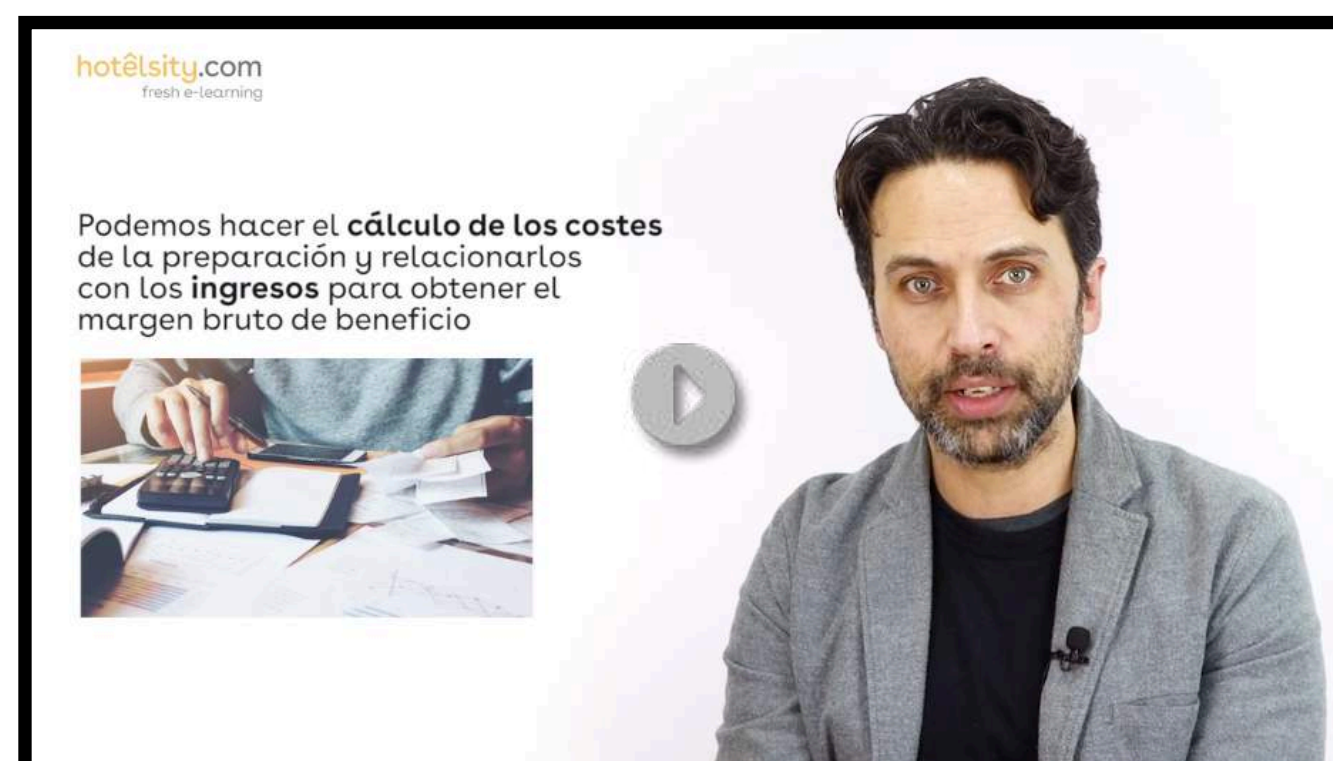 hotêlsity.com
fresh e-learning
Podemos hacer el cálculo de los costes
de la preparación y relacionarlos
con los ingresos para obtener el
margen bruto de beneficio